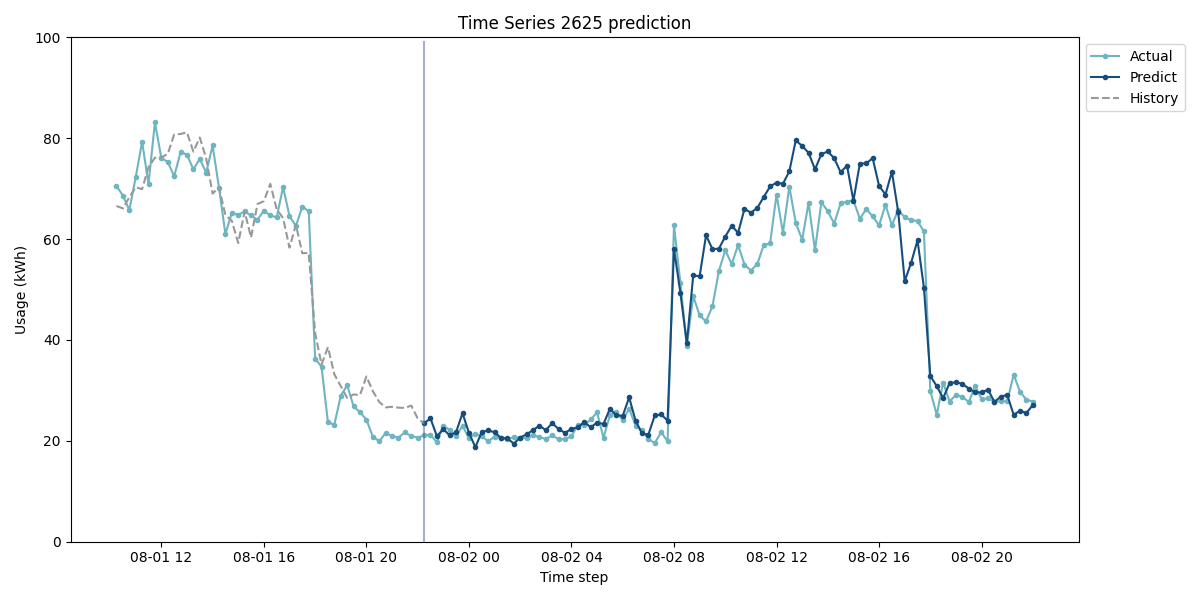 Time Series 2625 prediction
Actual
Predict
History
Usage (kWh)
100
80
60
40
20
0
08-01 12
08-01 16
08-01 20
08-02 00
08-02 04
08-02 08
08-02 12
08-02 16
08-02 20
Time step